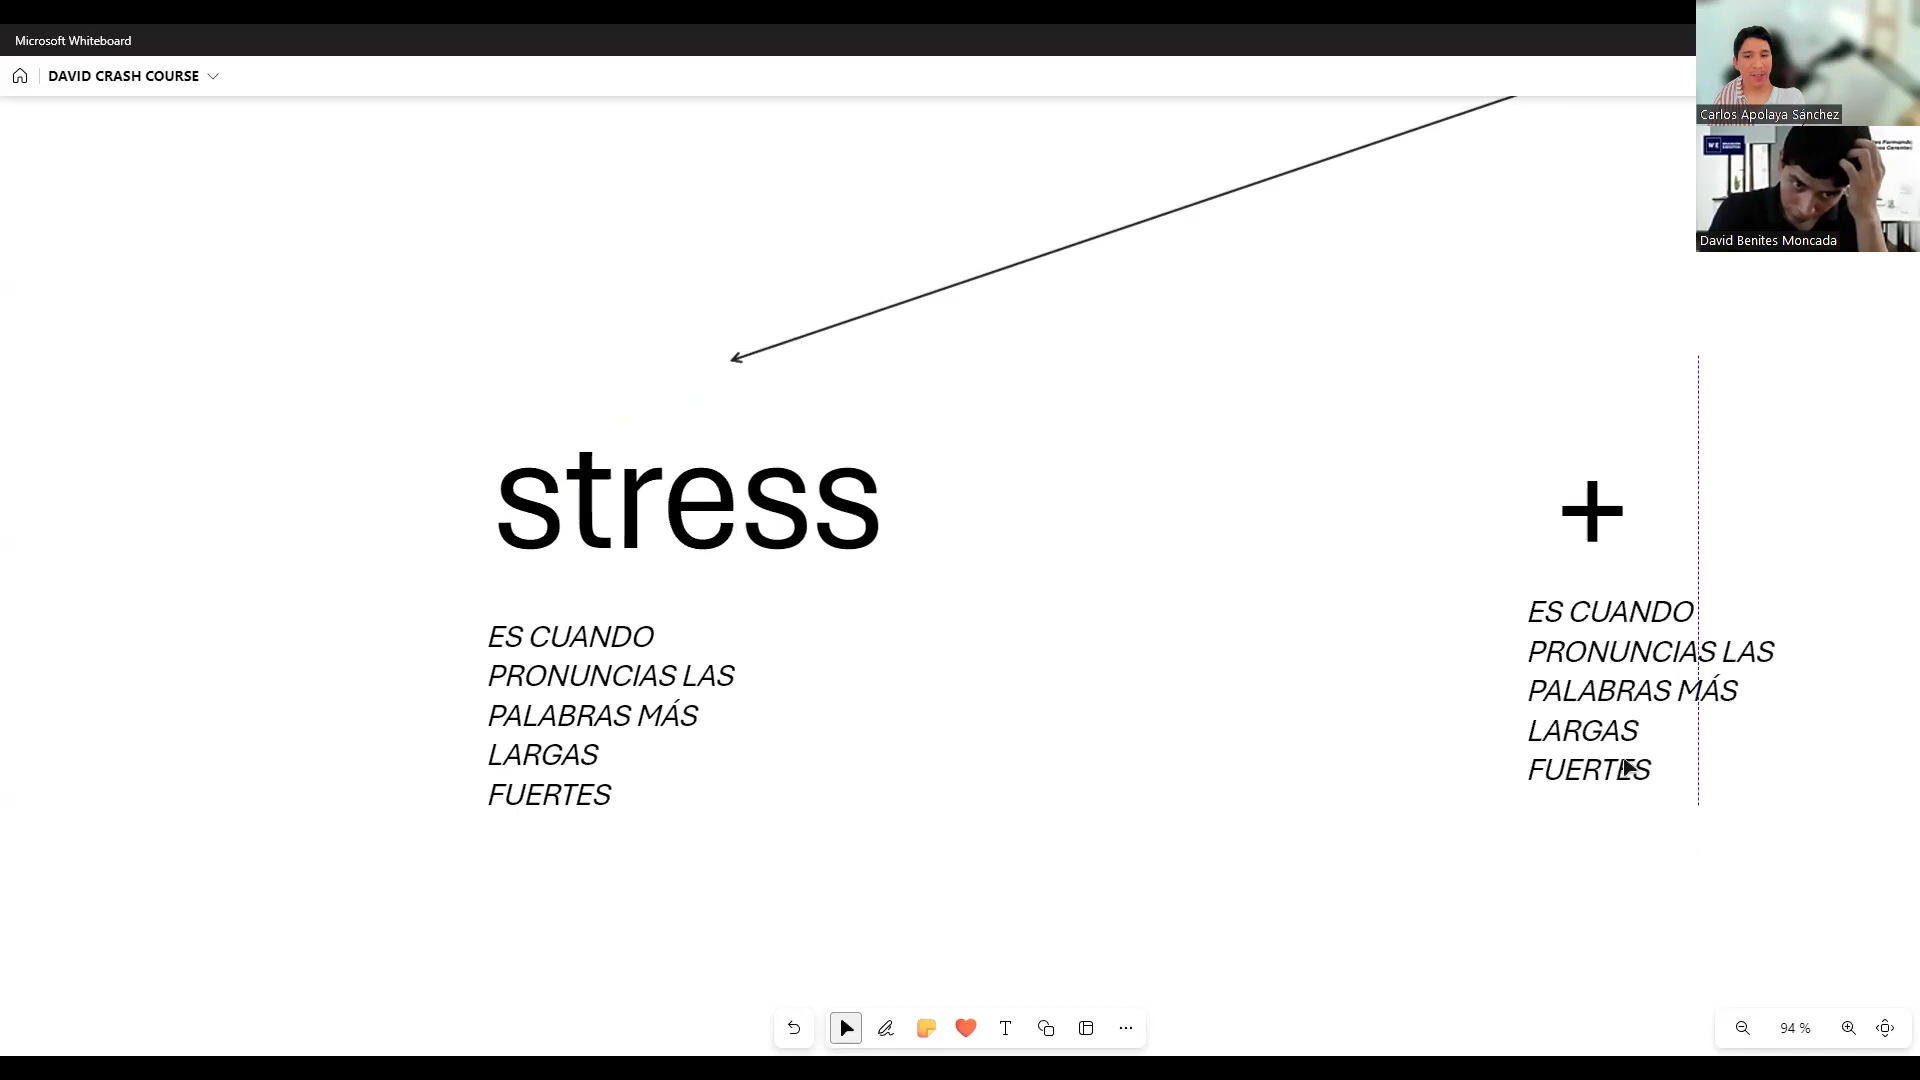 Microsoft Whiteboard
DAVID CRASH COURSE
Carlos Apolaya Sánchez
WE
David Benites Moncada
stress
+
ES CUANDO
PRONUNCIAS LAS
PALABRAS MÁS
LARGAS
FUERTES
ES CUANDO
PRONUNCIAS LAS
PALABRAS MÁS
LARGAS
FUERTES
T
94 %